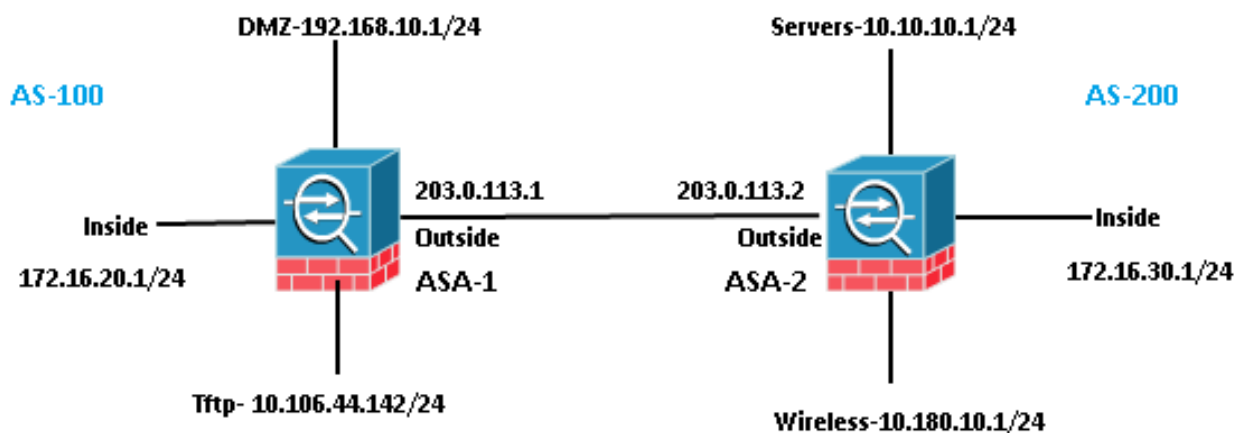 DMZ-192.168.10.1/24
Servers-10.10.10.1/24
AS-100
AS-200
203.0.113.1
203.0.113.2
Inside
Outside
Outside
Inside
172.16.20.1/24
ASA-1
ASA-2
172.16.30.1/24
Tftp- 10.106.44.142/24
Wireless-10.180.10.1/24